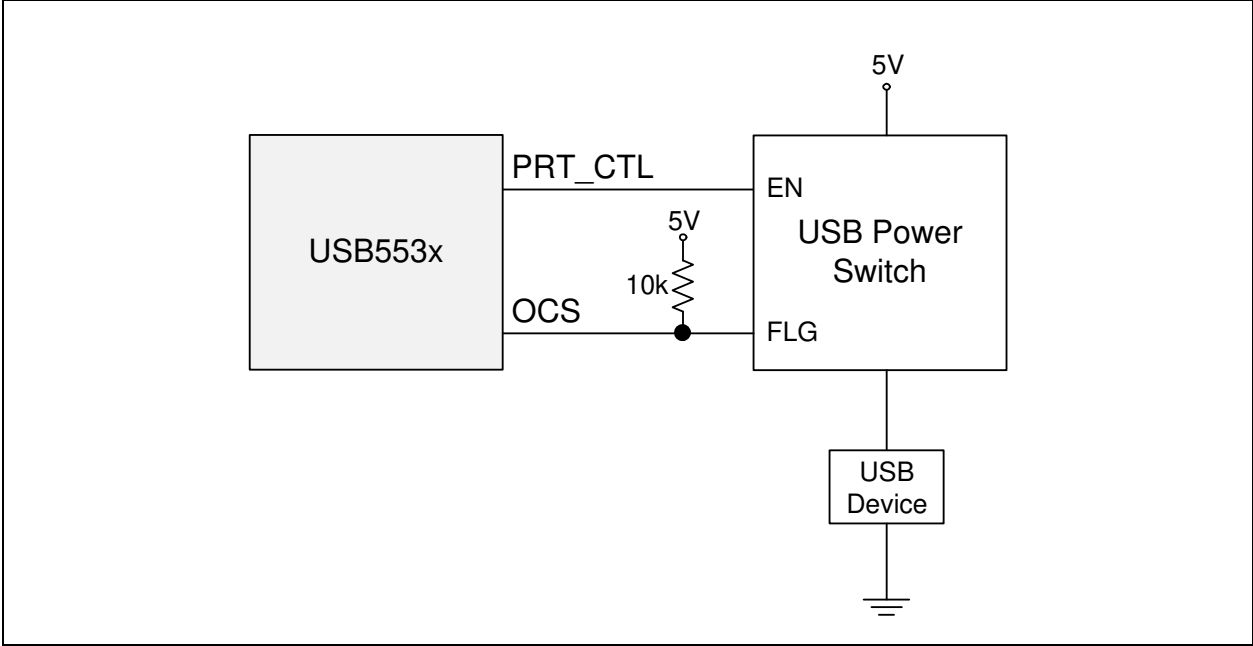 5V
PRT_CTL
EN
USB553x
USB Power
Switch
5V
10k
OCS
FLG
USB
Device